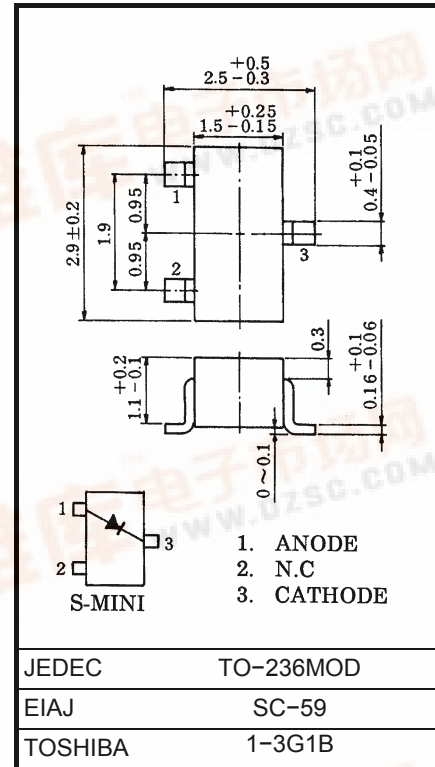 +0.5
2.5 -0.3
+0.25
1.5 -0.15
2.9±0.2
1.9
0.95
0.95
+0.1
0.4-0.05
1
2
3
+0.2
1.1-0.1
0.3
+0.1
0.16-0.06
0~0.1
1
2
3
S-MINI
1. ANODE
2. N.C
3. CATHODE
JEDEC TO-236MOD
EIAJ SC-59
TOSHIBA 1-3G1B
WWW.DZSC.COM